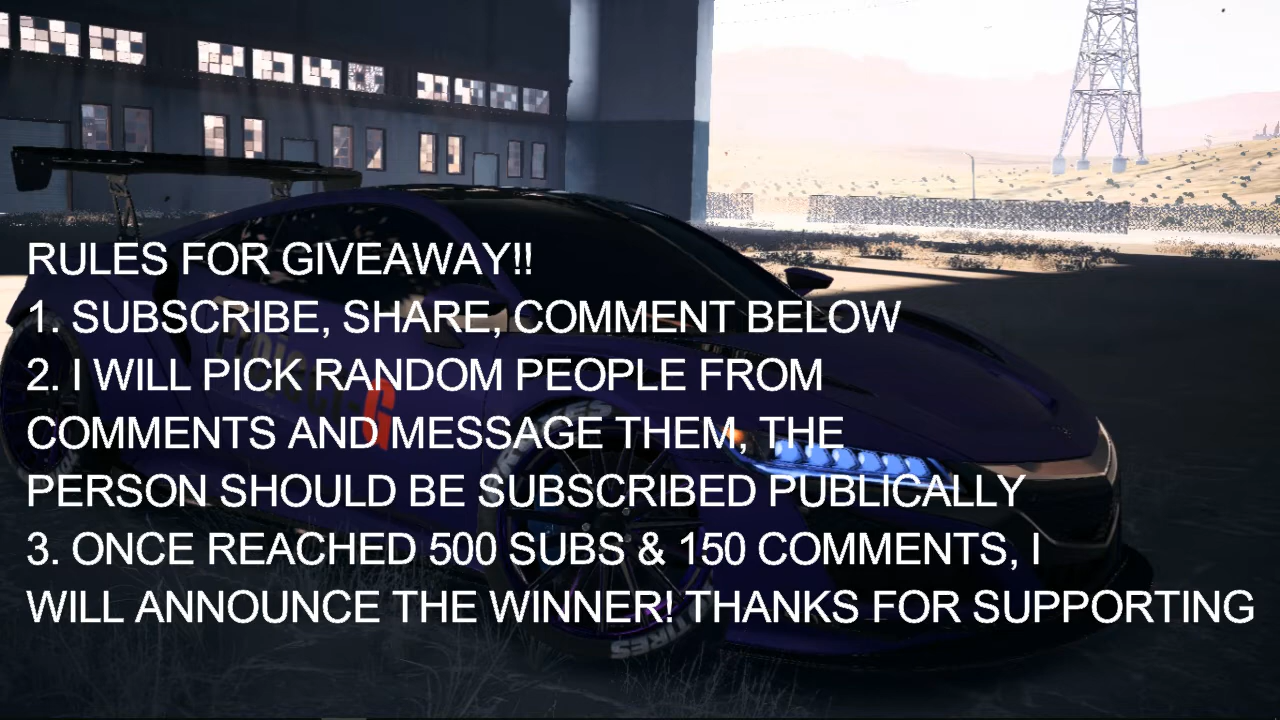 RULES FOR GIVEAWAY!!
1. SUBSCRIBE, SHARE, COMMENT BELOW
2. I WILL PICK RANDOM PEOPLE FROM
COMMENTS AND MESSAGE THEM, THE
PERSON SHOULD BE SUBSCRIBED PUBLICALLY
3. ONCE REACHED 500 SUBS & 150 COMMENTS, I
WILL ANNOUNCE THE WINNER! THANKS FOR SUPPORTING